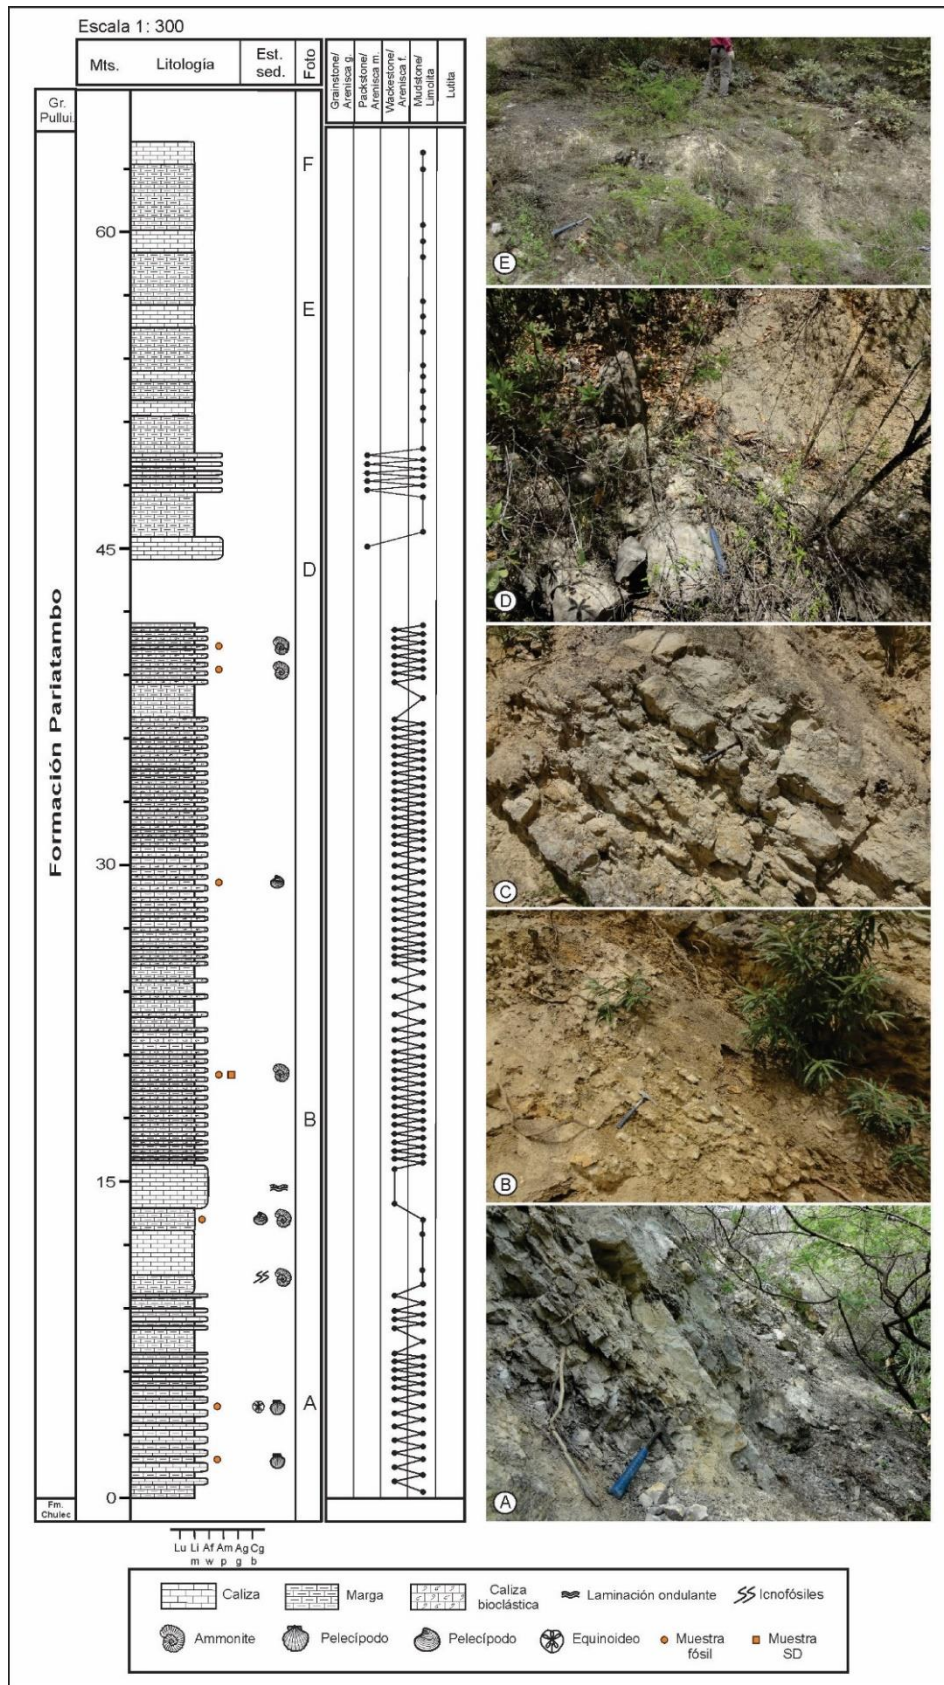 Escala 1: 300
Mts.
Litología
Est.
sed.
Foto
Grainstone/
Arenisca g.
Packstone/
Arenisca m.
Wackestone/
Arenisca f.
Mudstone/
Limolita
Lutita
Gr.
Pullui.
Formación Pariatambo
Fm.
Chulec
60
45
30
15
0
F
E
D
B
A
E
D
C
B
A
Lu Li Af Am Ag Cg
m w p g b
Caliza
Marga
Caliza
bioclástica
Laminación ondulante
Icnofósiles
Ammonite
Pelecípodo
Pelecípodo
Equinoideo
Muestra
fósil
Muestra
SD